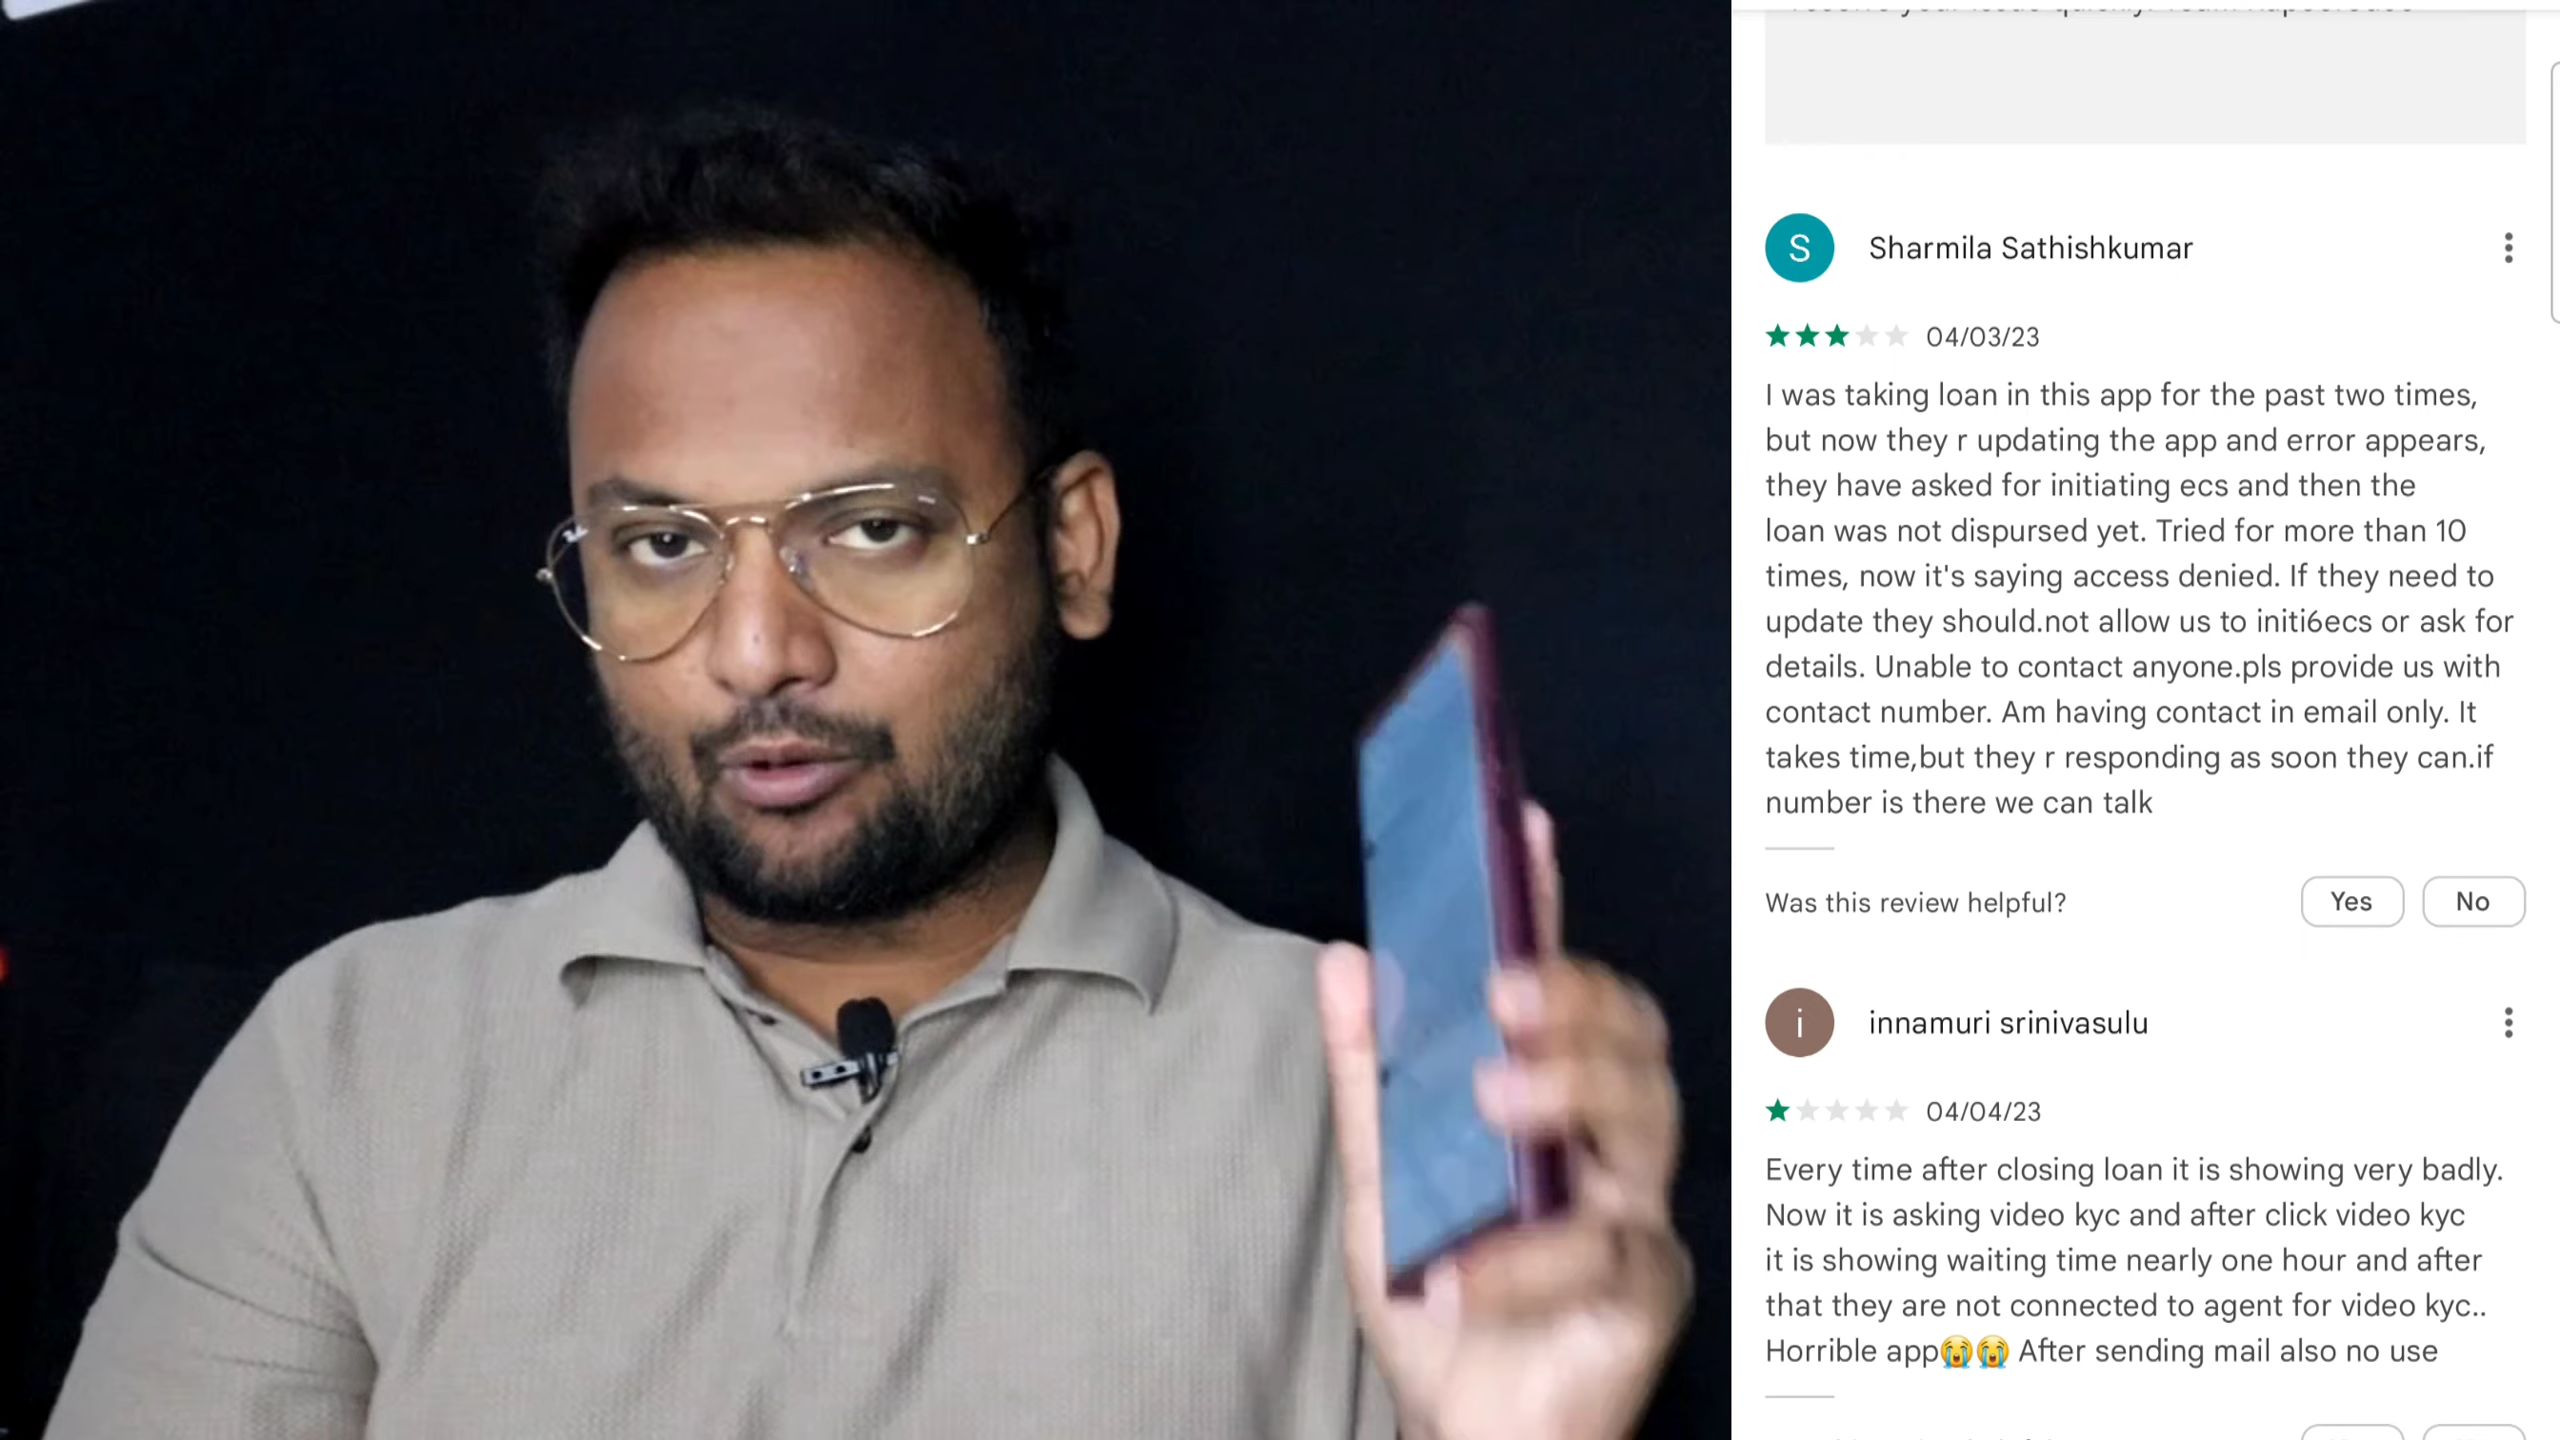 S
Sharmila Sathishkumar
04/03/23
I was taking loan in this app for the past two times,
but now they r updating the app and error appears,
they have asked for initiating ecs and then the
loan was not dispursed yet. Tried for more than 10
times, now it's saying access denied. If they need to
update they should.not allow us to initi6ecs or ask for
details. Unable to contact anyone.pls provide us with
contact number. Am having contact in email only. It
takes time,but they r responding as soon they can.if
number is there we can talk
Was this review helpful?
Yes
No
i
innamuri srinivasulu
04/04/23
Every time after closing loan it is showing very badly.
Now it is asking video kyc and after click video kyc
it is showing waiting time nearly one hour and after
that they are not connected to agent for video kyc..
Horrible app😭😭 After sending mail also no use